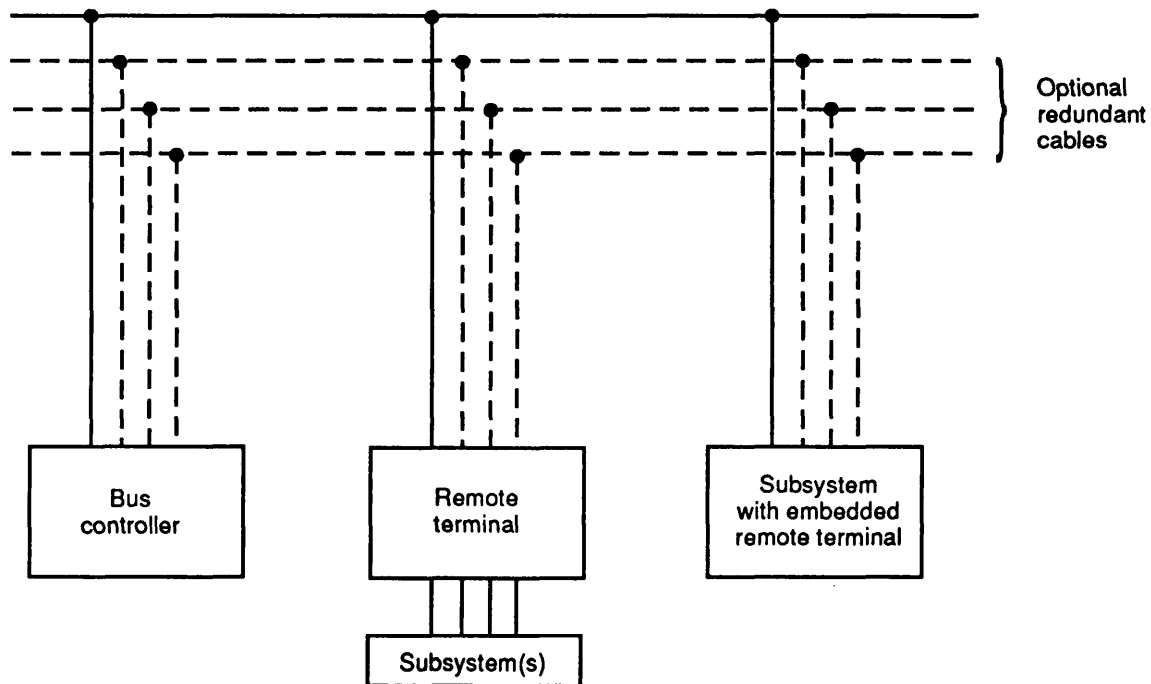 Optional
redundant
cables
Bus
controller
Remote
terminal
Subsystem
with embedded
remote terminal
Subsystem(s)